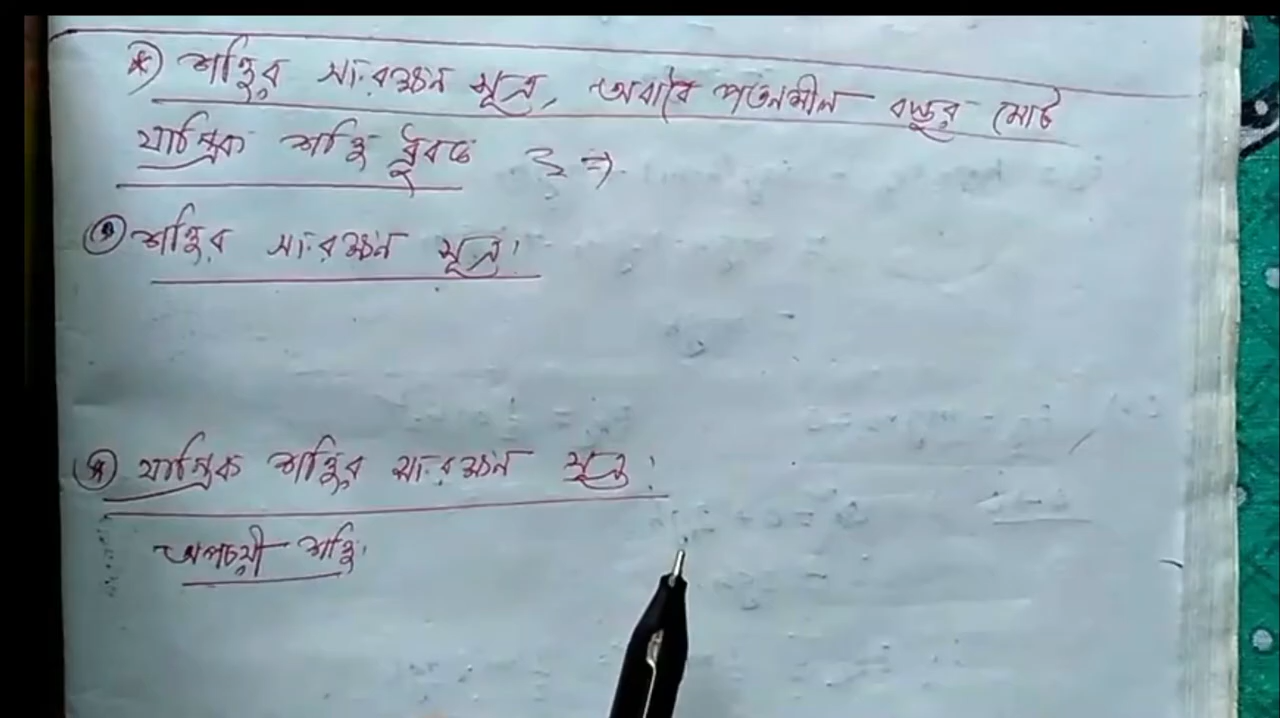 * শক্তির সংরক্ষণ সূত্র, অবাধে পতনশীল বস্তুর মোট
যান্ত্রিক শক্তি ধ্রুবক ঃ ⇒
শক্তির সংরক্ষণ সূত্র।
* যান্ত্রিক শক্তির সংরক্ষণ সূত্র:
অপচয়ী শক্তি।